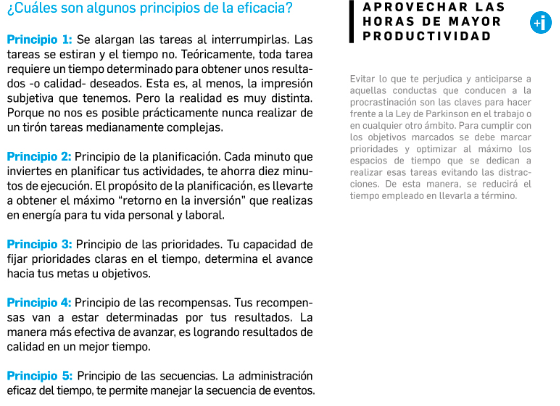 ¿Cuáles son algunos principios de la eficacia?
Principio 1: Se alargan las tareas al interrumpirlas. Las
tareas se estiran y el tiempo no. Teóricamente, toda tarea
requiere un tiempo determinado para obtener unos resulta-
dos -o calidad- deseados. Esta es, al menos, la impresión
subjetiva que tenemos. Pero la realidad es muy distinta.
Porque no nos es posible prácticamente nunca realizar de
un tirón tareas medianamente complejas.
Principio 2: Principio de la planificación. Cada minuto que
inviertes en planificar tus actividades, te ahorra diez minu-
tos de ejecución. El propósito de la planificación, es llevarte
a obtener el máximo “retorno en la inversión” que realizas
en energía para tu vida personal y laboral.
Principio 3: Principio de las prioridades. Tu capacidad de
fijar prioridades claras en el tiempo, determina el avance
hacia tus metas u objetivos.
Principio 4: Principio de las recompensas. Tus recompen-
sas van a estar determinadas por tus resultados. La
manera más efectiva de avanzar, es logrando resultados de
calidad en un mejor tiempo.
Principio 5: Principio de las secuencias. La administración
eficaz del tiempo, te permite manejar la secuencia de eventos.
APROVECHAR LAS
HORAS DE MAYOR
PRODUCTIVIDAD
+i
Evitar lo que te perjudica y anticiparse a
aquellas conductas que conducen a la
procrastinación son las claves para hacer
frente a la Ley de Parkinson en el trabajo o
en cualquier otro ámbito. Para cumplir con
los objetivos marcados se debe marcar
prioridades y optimizar al máximo los
espacios de tiempo que se dedican a
realizar esas tareas evitando las distrac-
ciones. De esta manera, se reducirá el
tiempo empleado en llevarla a término.